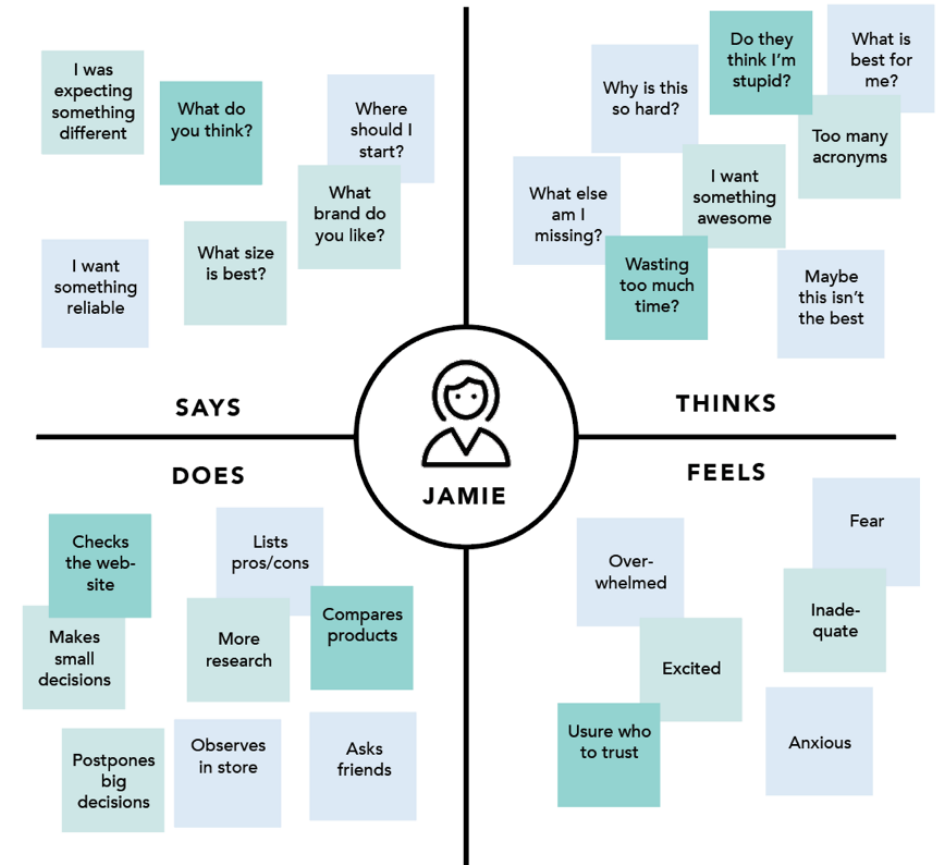 I was
expecting
something
different
What do
you think?
Where
should I
start?
What
brand do
you like?
What size
is best?
I want
something
reliable
SAYS
Why is this
so hard?
Do they
think I'm
stupid?
What is
best for
me?
Too many
acronyms
I want
something
awesome
What else
am I
missing?
Wasting
too much
time?
Maybe
this isn't
the best
THINKS
JAMIE
DOES
Checks
the web-
site
Lists
pros/cons
Compares
products
Makes
small
decisions
More
research
Postpones
big
decisions
Observes
in store
Asks
friends
FEELS
Over-
whelmed
Fear
Inade-
quate
Excited
Usure who
to trust
Anxious